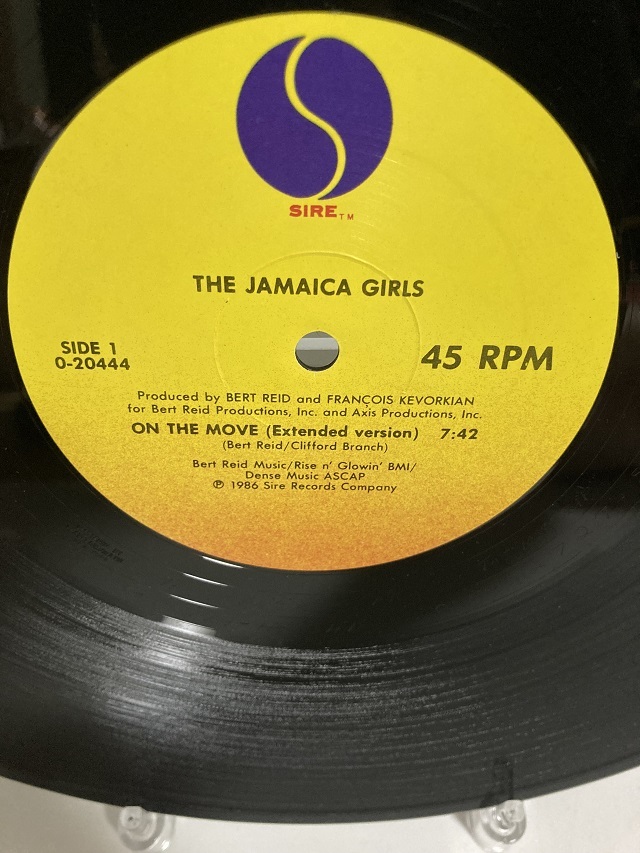 SIRE™
THE JAMAICA GIRLS
SIDE 1
0-20444
45 RPM
Produced by BERT REID and FRANÇOIS KEVORKIAN
for Bert Reid Productions, Inc. and Axis Productions, Inc.
ON THE MOVE (Extended version) 7:42
(Bert Reid/Clifford Branch)
Bert Reid Music/Rise n' Glowin' BMI/
Dense Music ASCAP
℗ 1986 Sire Records Company